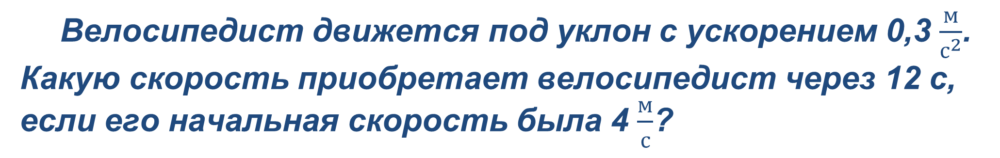 Велосипедист движется под уклон с ускорением 0,3 м/с².
Какую скорость приобретает велосипедист через 12 с,
если его начальная скорость была 4 м/с?